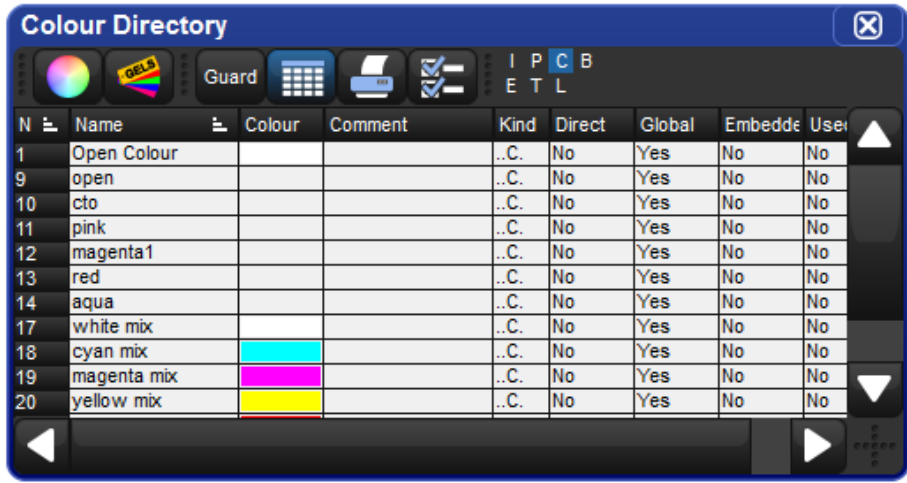 Colour Directory
GELS Guard I P C B
E T L
N Name Colour Comment Kind Direct Global Embedde Used
1 Open Colour ..C. No Yes No No
9 open ..C. No Yes No No
10 cto ..C. No Yes No No
11 pink ..C. No Yes No No
12 magenta1 ..C. No Yes No No
13 red ..C. No Yes No No
14 aqua ..C. No Yes No No
17 white mix ..C. No Yes No No
18 cyan mix ..C. No Yes No No
19 magenta mix ..C. No Yes No No
20 yellow mix ..C. No Yes No No